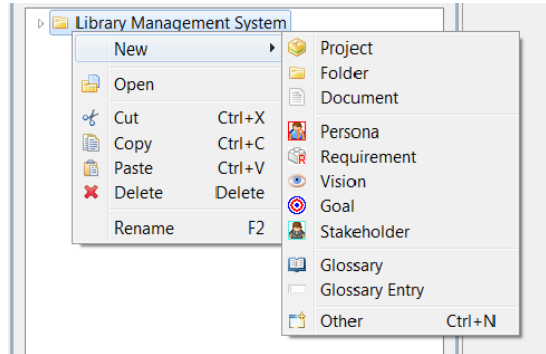 Library Management System
New
Open
Cut Ctrl+X
Copy Ctrl+C
Paste Ctrl+V
Delete Delete
Rename F2
Project
Folder
Document
Persona
Requirement
Vision
Goal
Stakeholder
Glossary
Glossary Entry
Other Ctrl+N